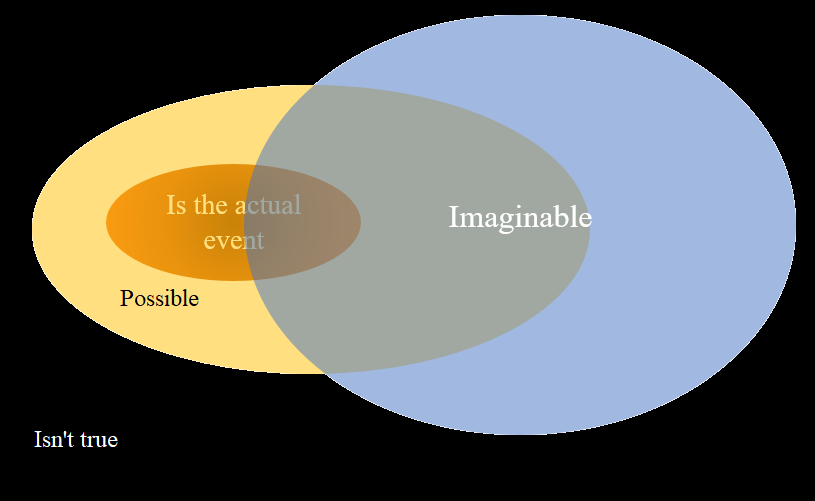 Is the actual
event
Imaginable
Possible
Isn't true